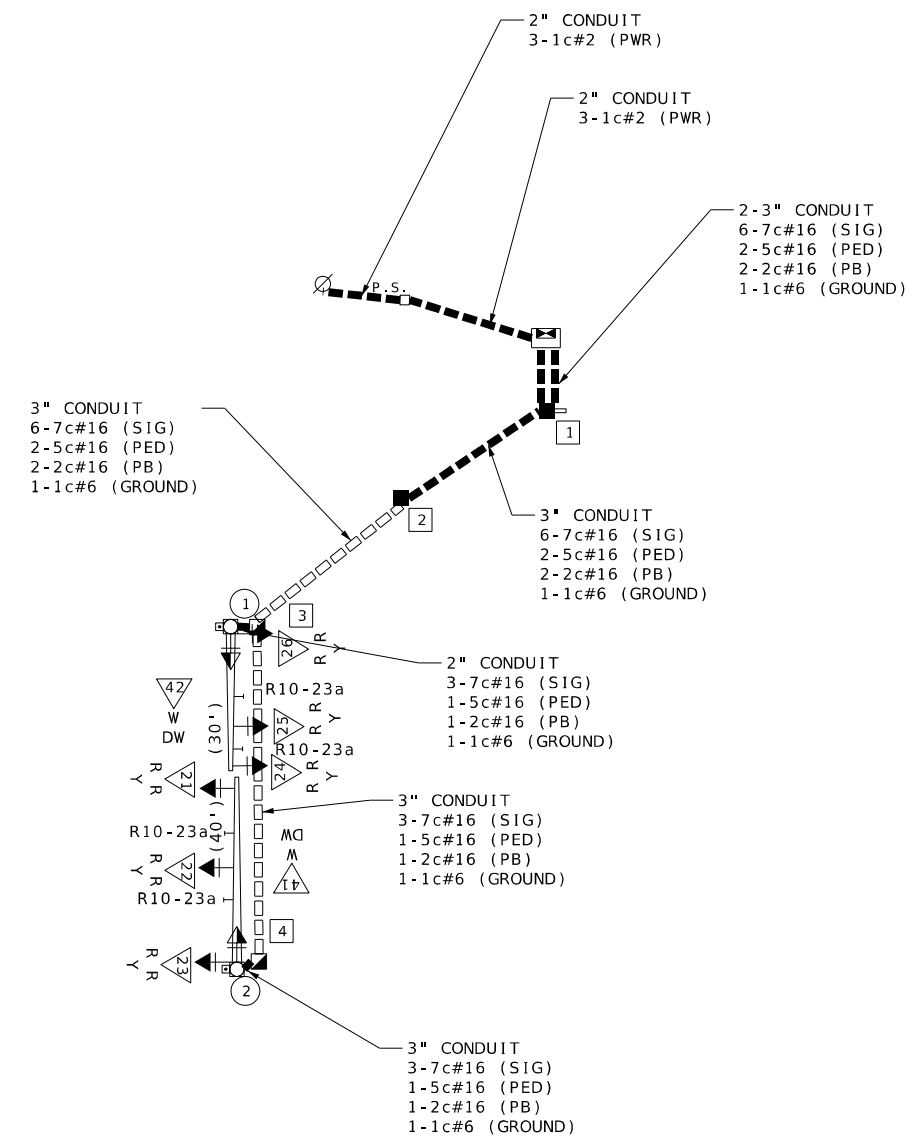 2" CONDUIT
3-1c#2 (PWR)
2" CONDUIT
3-1c#2 (PWR)
2-3" CONDUIT
6-7c#16 (SIG)
2-5c#16 (PED)
2-2c#16 (PB)
1-1c#6 (GROUND)
P.S.
1
3" CONDUIT
6-7c#16 (SIG)
2-5c#16 (PED)
2-2c#16 (PB)
1-1c#6 (GROUND)
2
3" CONDUIT
6-7c#16 (SIG)
2-5c#16 (PED)
2-2c#16 (PB)
1-1c#6 (GROUND)
1
3
26
R R
Y
2" CONDUIT
3-7c#16 (SIG)
1-5c#16 (PED)
1-2c#16 (PB)
1-1c#6 (GROUND)
R10-23a
42
W
DW
(30')
25
R R
Y
R10-23a
24
R R
Y
21
R R
Y
3" CONDUIT
3-7c#16 (SIG)
1-5c#16 (PED)
1-2c#16 (PB)
1-1c#6 (GROUND)
(40')
R10-23a
W
DW
41
22
R R
Y
R10-23a
4
23
R R
Y
2
3" CONDUIT
3-7c#16 (SIG)
1-5c#16 (PED)
1-2c#16 (PB)
1-1c#6 (GROUND)